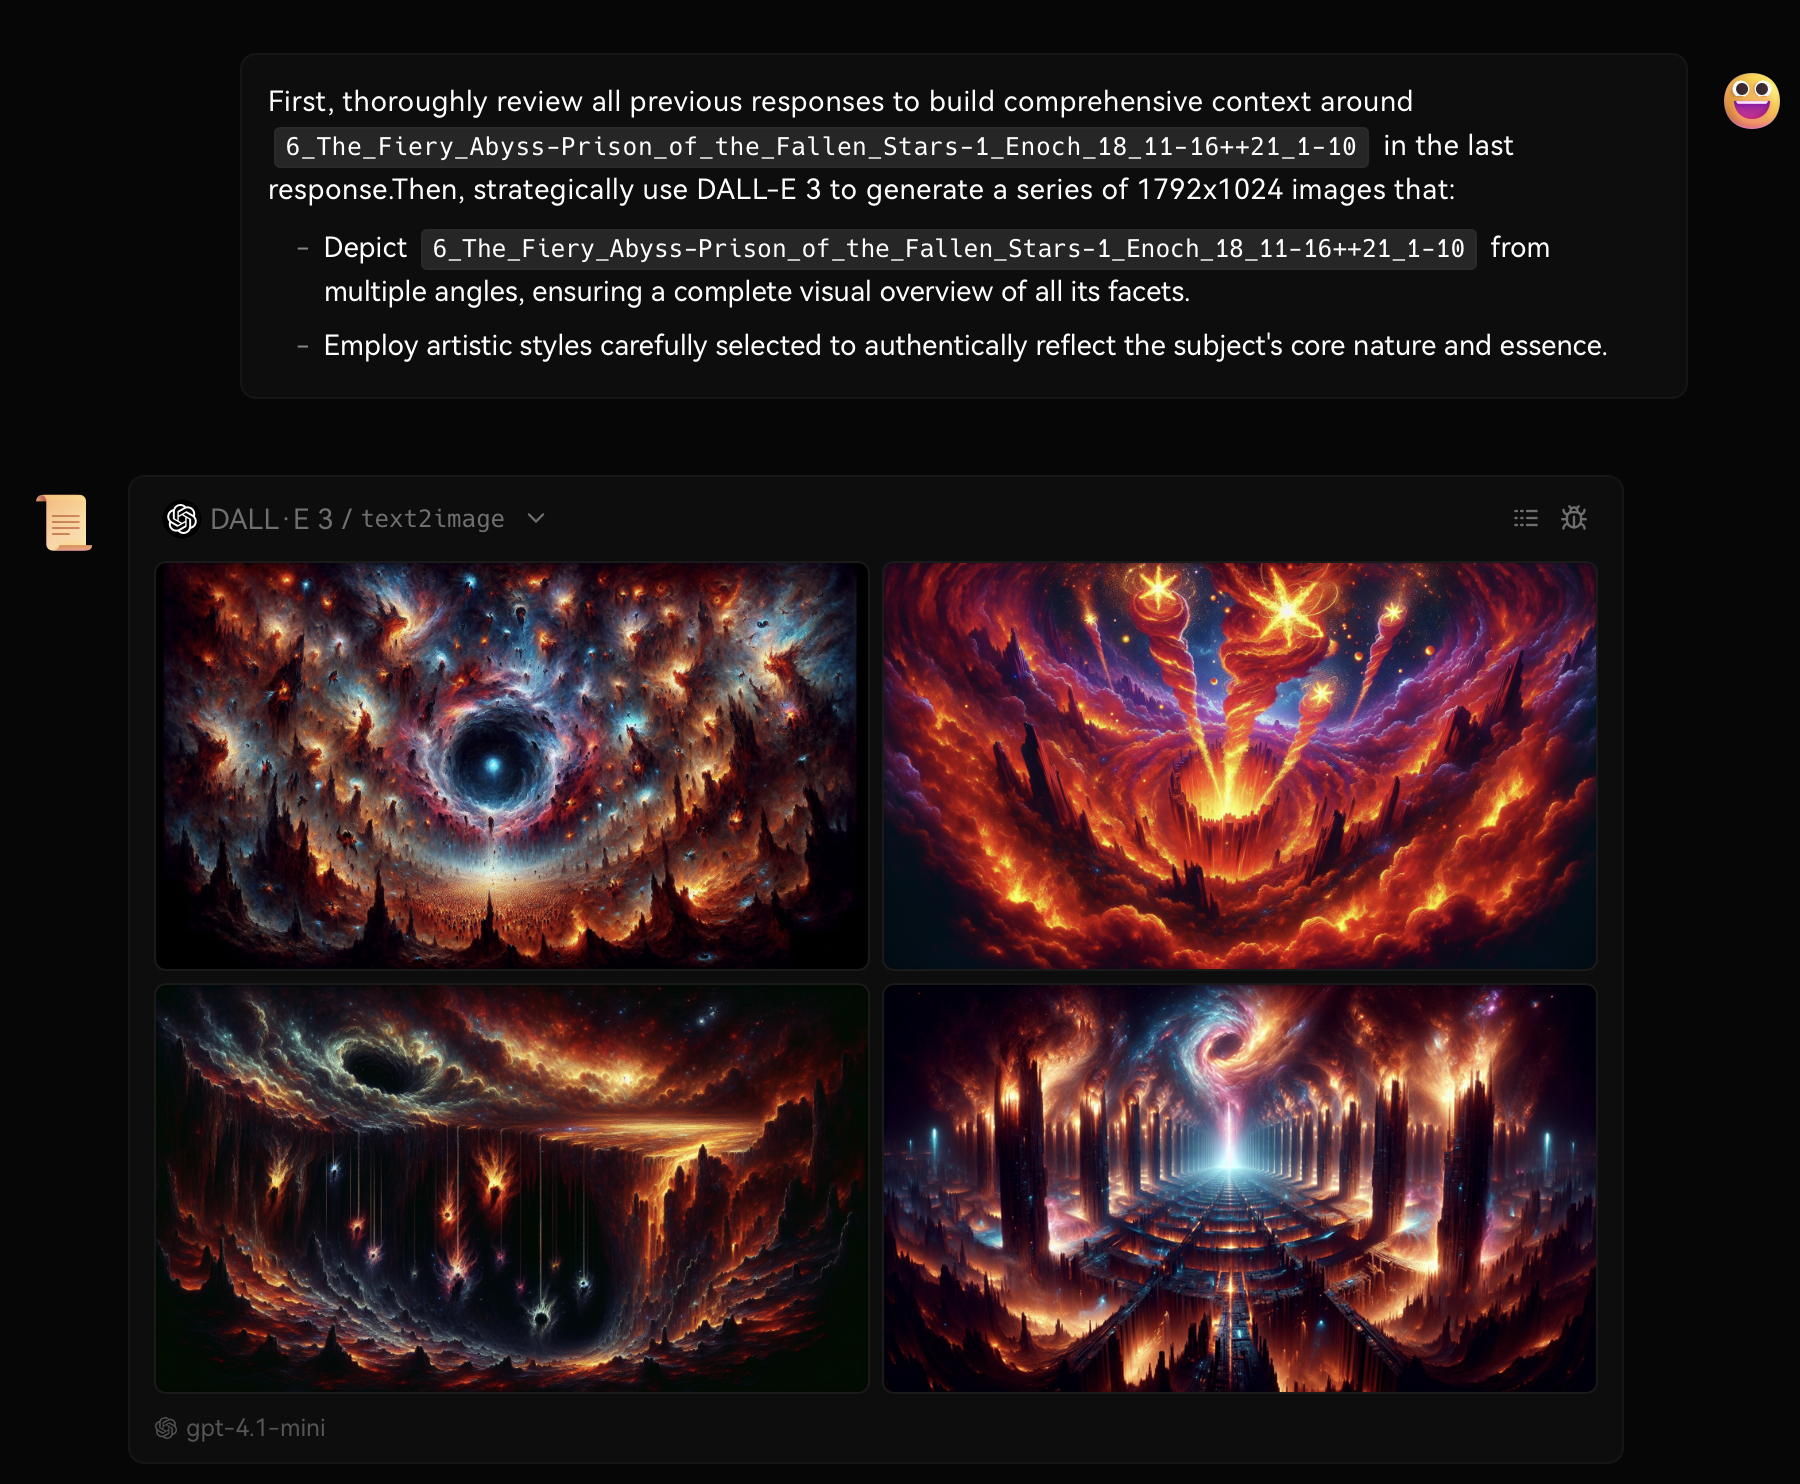 First, thoroughly review all previous responses to build comprehensive context around
6_The_Fiery_Abyss-Prison_of_the_Fallen_Stars-1_Enoch_18_11-16++21_1-10 in the last
response.Then, strategically use DALL-E 3 to generate a series of 1792x1024 images that:
- Depict 6_The_Fiery_Abyss-Prison_of_the_Fallen_Stars-1_Enoch_18_11-16++21_1-10 from
multiple angles, ensuring a complete visual overview of all its facets.
- Employ artistic styles carefully selected to authentically reflect the subject's core nature and essence.
DALL·E 3 / text2image
gpt-4.1-mini